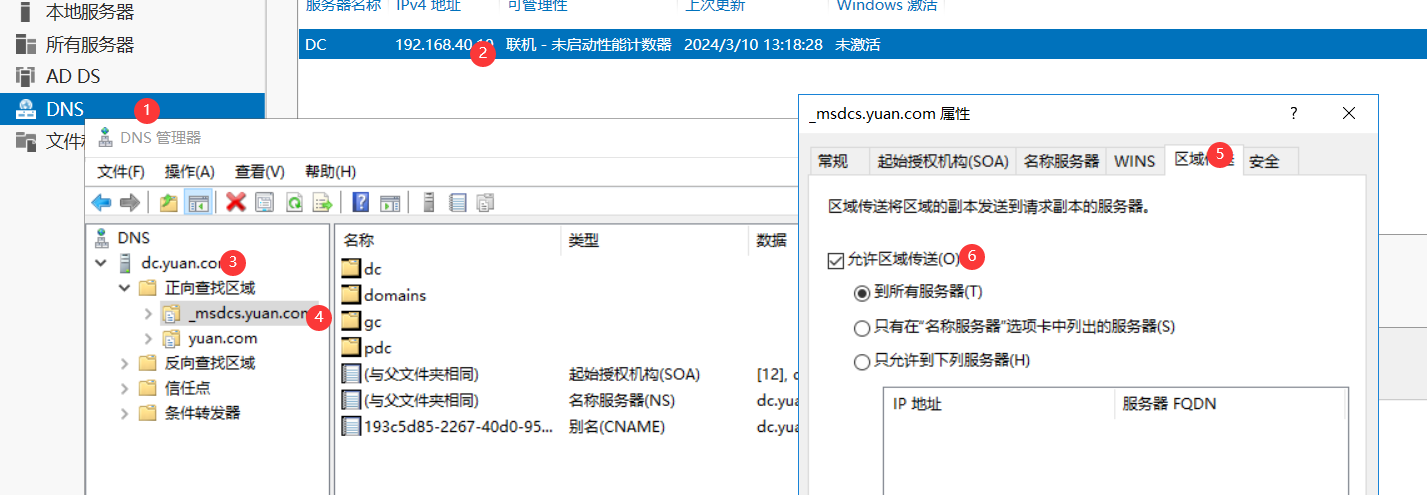 本地服务器
所有服务器
AD DS
DNS
1
服务器名称 IPv4 地址 可管理性 上次更新 Windows 激活
DC 192.168.40. 联机 - 未启动性能计数器 2024/3/10 13:18:28 未激活
2
DNS 管理器
文件(F) 操作(A) 查看(V) 帮助(H)
DNS
dc.yuan.co
3
正向查找区域
_msdcs.yuan.com
4
yuan.com
反向查找区域
信任点
条件转发器
名称 类型 数据
dc
domains
gc
pdc
(与父文件夹相同) 起始授权机构(SOA) [12],
(与父文件夹相同) 名称服务器(NS) dc.yua
193c5d85-2267-40d0-95... 别名(CNAME) dc.yua
_msdcs.yuan.com 属性
?
常规 起始授权机构(SOA) 名称服务器 WINS 区域 安全
5
区域传送将区域的副本发送到请求副本的服务器。
允许区域传送(O)
6
到所有服务器(T)
只有在"名称服务器"选项卡中列出的服务器(S)
只允许到下列服务器(H)
IP 地址 服务器 FQDN